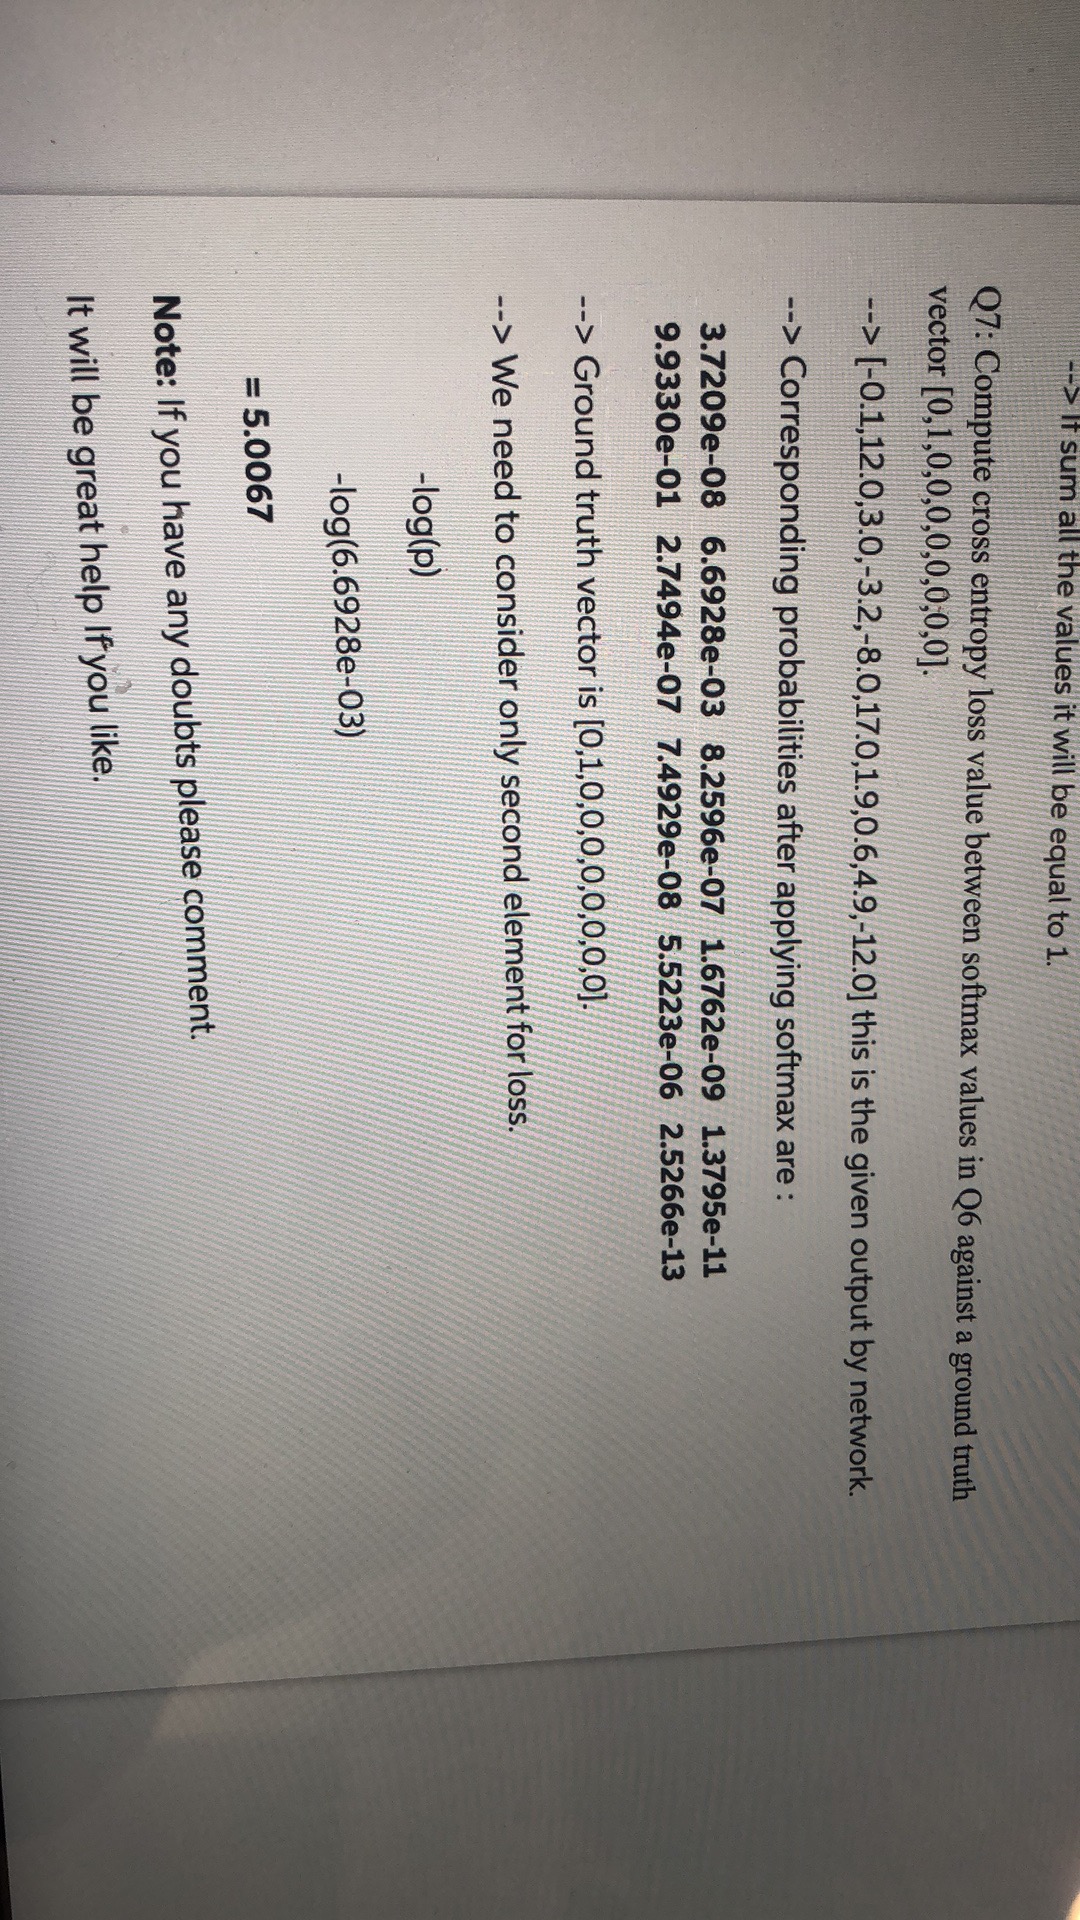 --> If sum all the values it will be equal to 1.
Q7: Compute cross entropy loss value between softmax values in Q6 against a ground truth
vector [0,1,0,0,0,0,0,0,0,0].
--> [-0.1,12.0,3.0,-3.2,-8.0,17.0,1.9,0.6,4.9,-12.0] this is the given output by network.
--> Corresponding probabilities after applying softmax are :
3.7209e-08 6.6928e-03 8.2596e-07 1.6762e-09 1.3795e-11
9.9330e-01 2.7494e-07 7.4929e-08 5.5223e-06 2.5266e-13
--> Ground truth vector is [0,1,0,0,0,0,0,0,0,0].
--> We need to consider only second element for loss.
-log(p)
-log(6.6928e-03)
= 5.0067
Note: If you have any doubts please comment.
It will be great help If you like.